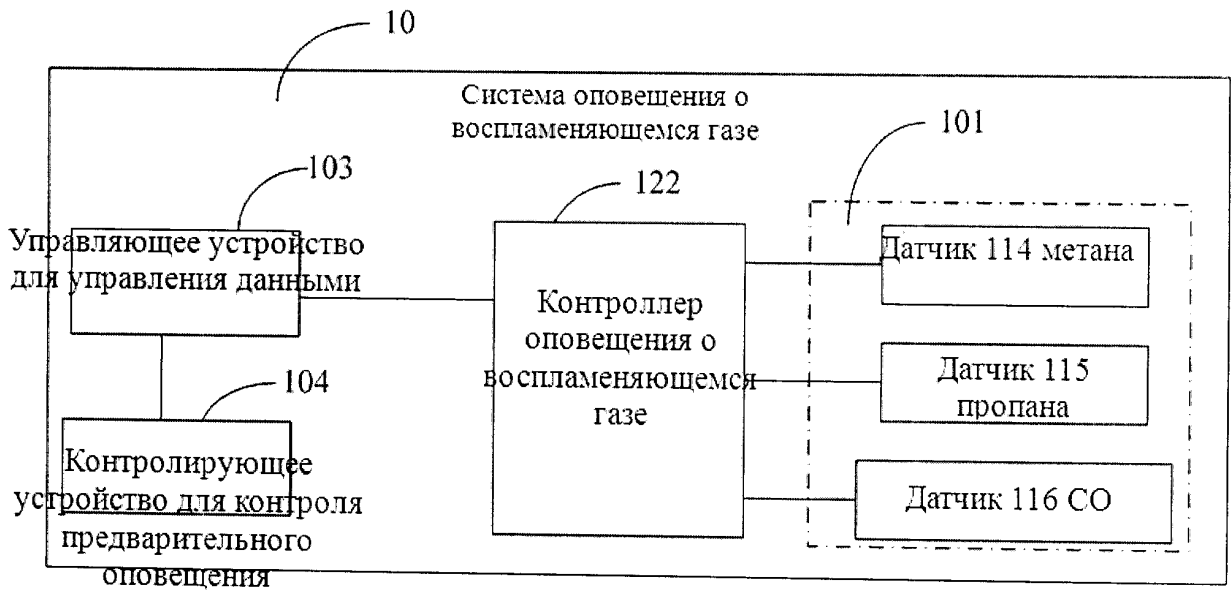 10
Система оповещения о
воспламеняющемся газе
101
103
122
Управляющее устройство
для управления данными
Контроллер
оповещения о
воспламеняющемся
газе
Датчик 114 метана
Датчик 115
пропана
Датчик 116 CO
104
Контролирующее
устройство для контроля
предварительного
оповещения